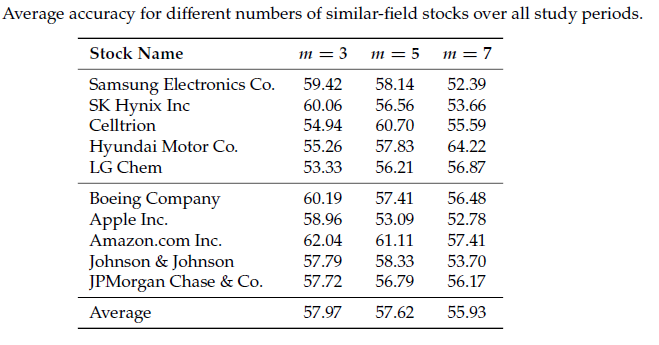 Average accuracy for different numbers of similar-field stocks over all study periods.
Stock Name m = 3 m = 5 m = 7
Samsung Electronics Co. 59.42 58.14 52.39
SK Hynix Inc 60.06 56.56 53.66
Celltrion 54.94 60.70 55.59
Hyundai Motor Co. 55.26 57.83 64.22
LG Chem 53.33 56.21 56.87
Boeing Company 60.19 57.41 56.48
Apple Inc. 58.96 53.09 52.78
Amazon.com Inc. 62.04 61.11 57.41
Johnson & Johnson 57.79 58.33 53.70
JPMorgan Chase & Co. 57.72 56.79 56.17
Average 57.97 57.62 55.93